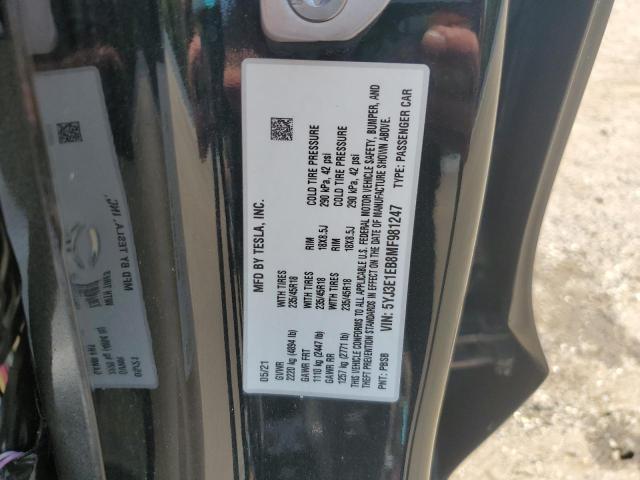 MFD BY TESLA, INC.
05/21
GVWR WITH TIRES RIM COLD TIRE PRESSURE
2220 kg (4894 lb) 235/45R18 18X8.5J 290 kPa, 42 psi
GAWR FRT WITH TIRES RIM COLD TIRE PRESSURE
1110 kg (2447 lb) 235/45R18 18X8.5J 290 kPa, 42 psi
GAWR RR
1257 kg (2771 lb) 235/45R18
THIS VEHICLE CONFORMS TO ALL APPLICABLE U.S. FEDERAL MOTOR VEHICLE SAFETY, BUMPER, AND
THEFT PREVENTION STANDARDS IN EFFECT ON THE DATE OF MANUFACTURE SHOWN ABOVE.
VIN: 5YJ3E1EB8MF981247 TYPE: PASSENGER CAR
PNT: PBSB